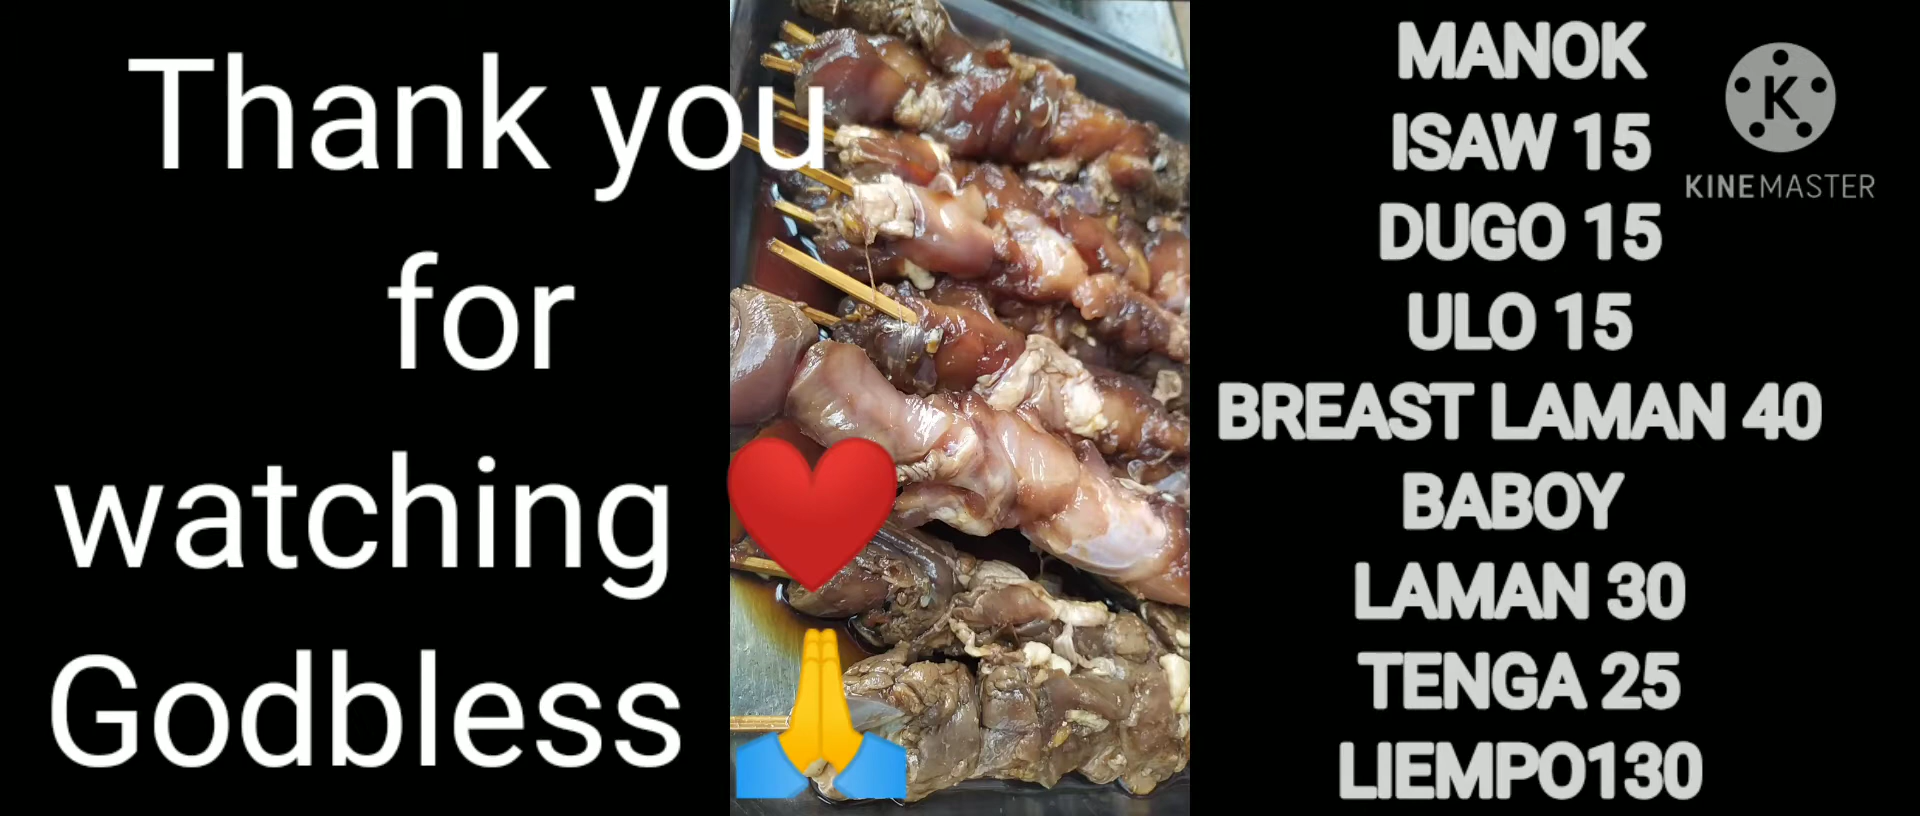 Thank you
for
watching
Godbless
MANOK
ISAW 15
DUGO 15
ULO 15
BREAST LAMAN 40
BABOY
LAMAN 30
TENGA 25
LIEMPO130
K
KINEMASTER